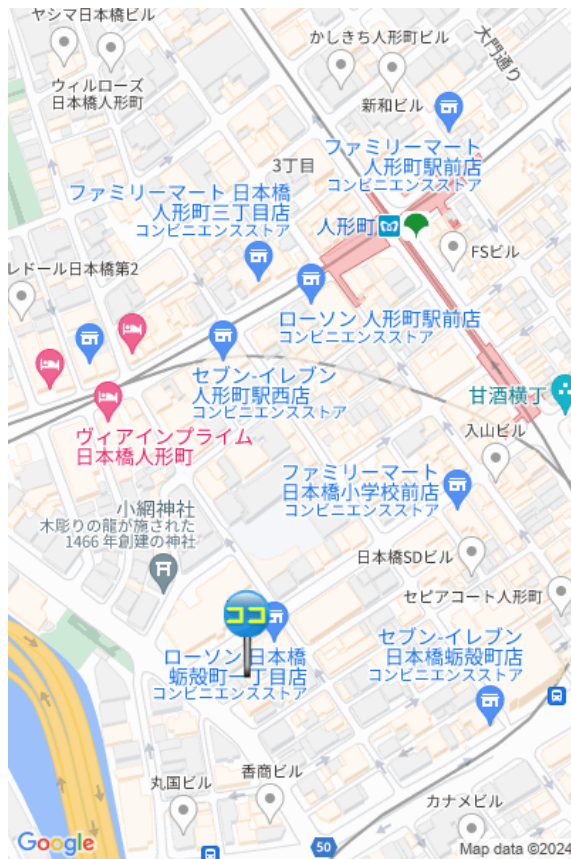 ヤシマ日本橋ビル
かしきち人形町ビル
大門通り
ウィルローズ
日本橋人形町
新和ビル
3丁目
ファミリーマート
人形町駅前店
コンビニエンスストア
ファミリーマート 日本橋
人形町三丁目店
コンビニエンスストア
人形町
FSビル
レドール日本橋第2
ローソン 人形町駅前店
コンビニエンスストア
セブン-イレブン
人形町駅西店
コンビニエンスストア
甘酒横丁
ヴィアインプライム
日本橋人形町
入山ビル
ファミリーマート
日本橋小学校前店
コンビニエンスストア
小網神社
木彫りの龍が施された
1466 年創建の神社
日本橋SDビル
セピアコート人形町
ココ
ローソン 日本橋
蛎殻町一丁目店
コンビニエンスストア
セブン-イレブン
日本橋蛎殻町店
コンビニエンスストア
丸国ビル
香商ビル
カナメビル
50
Google
Map data ©2024